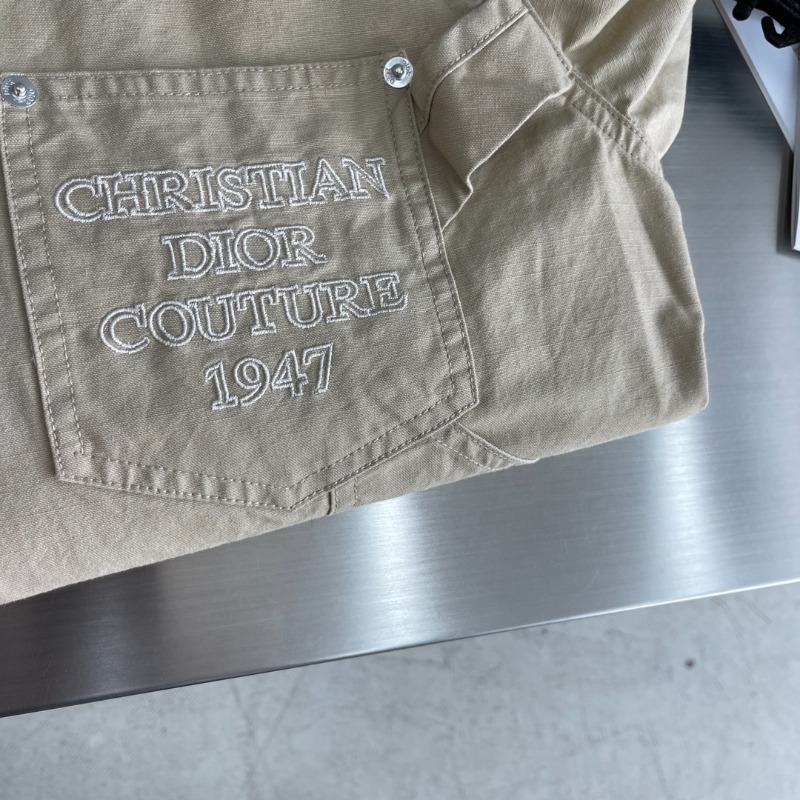 CHRISTIAN
DIOR
COUTURE
1947